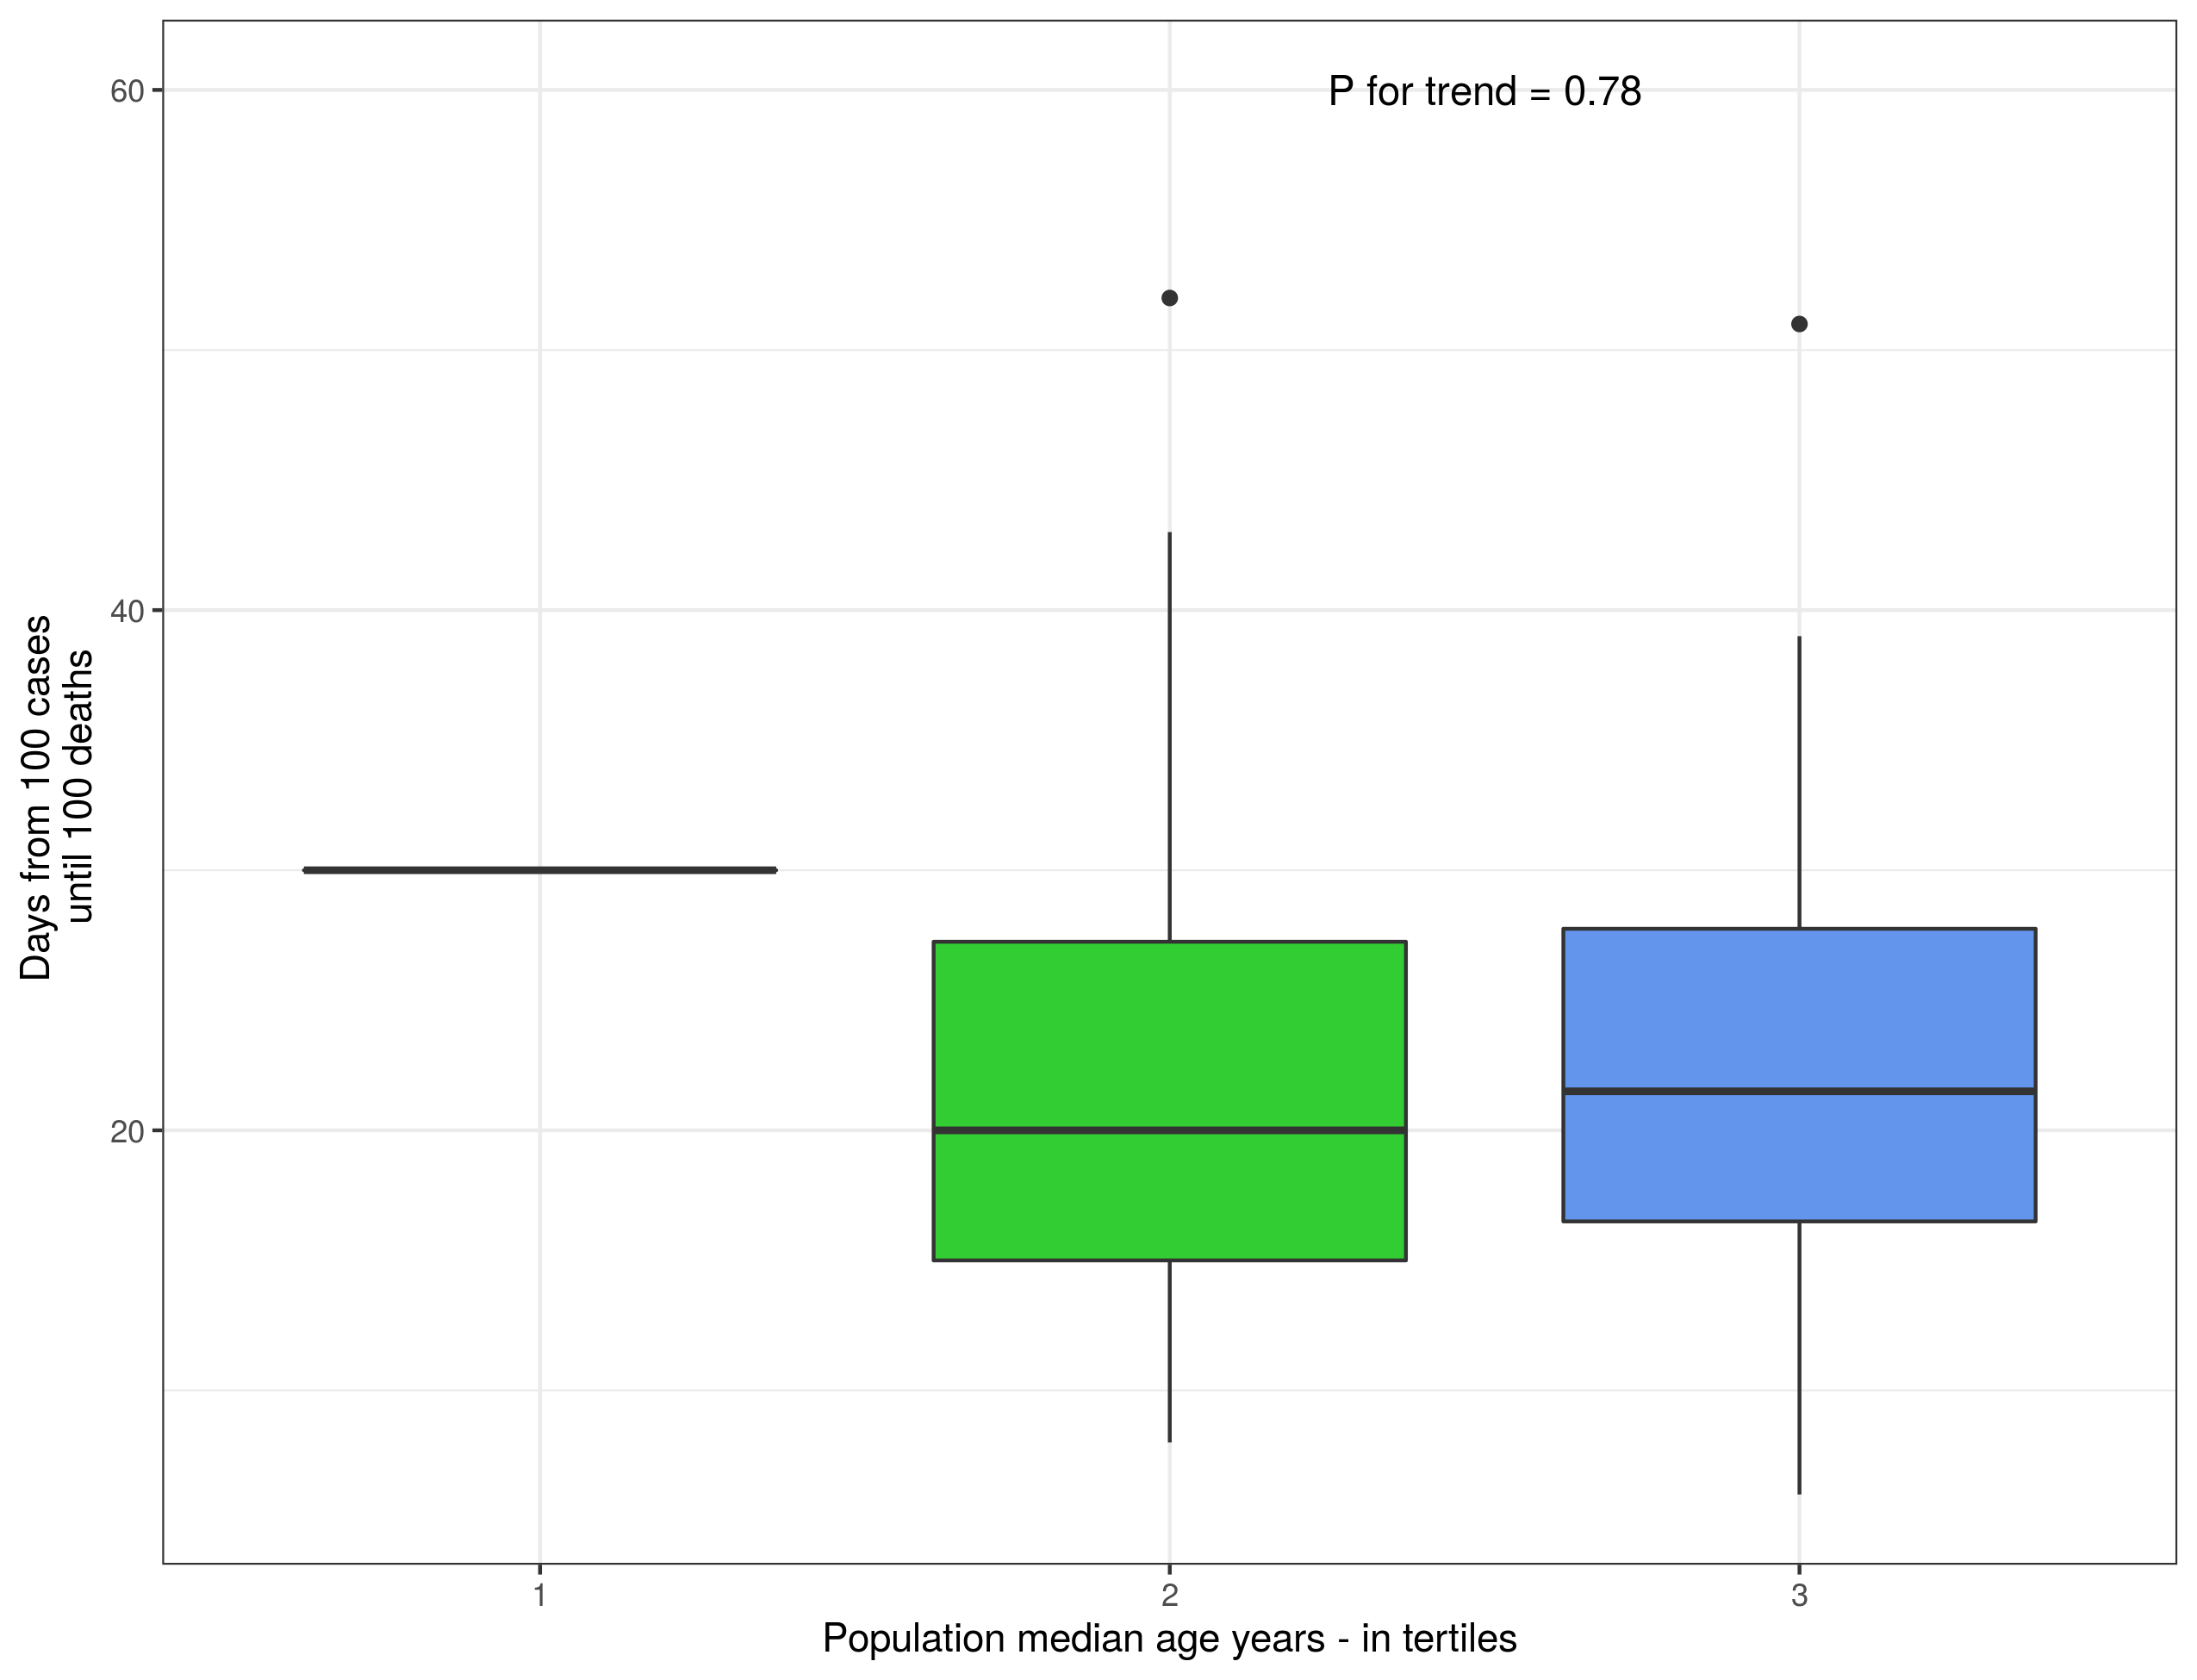 P for trend = 0.78
60
40
20
Days from 100 cases
until 100 deaths
1
2
3
Population median age years - in tertiles